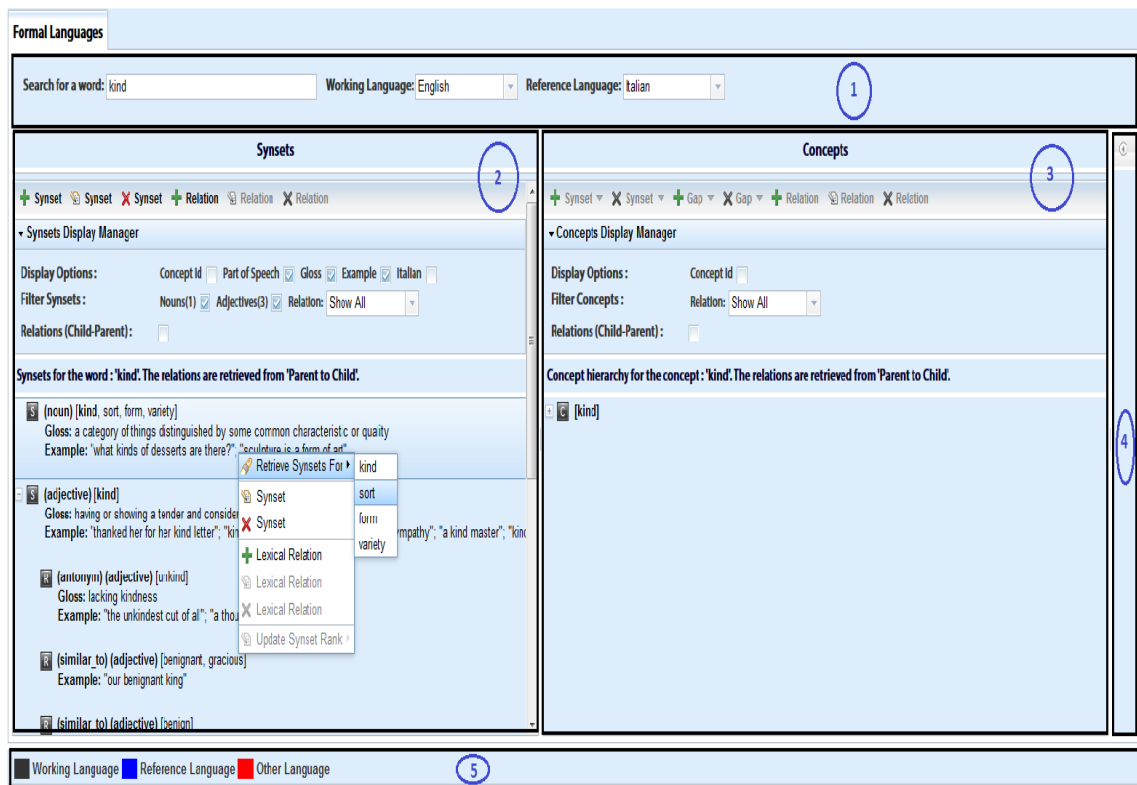 Formal Languages
Search for a word: kind Working Language: English Reference Language: Italian
1
Synsets
2
Synset Synset Synset Relation Relation Relation
Synsets Display Manager
Display Options: Concept Id Part of Speech Gloss Example Italian
Filter Synsets: Nouns(1) Adjectives(3) Relation: Show All
Relations (Child-Parent):
Synsets for the word : 'kind'. The relations are retrieved from 'Parent to Child'.
S (noun) [kind, sort, form, variety]
Gloss: a category of things distinguished by some common characteristic or quality
Example: "what kinds of desserts are there?"; "sculpture is a form of art"
S (adjective) [kind]
Gloss: having or showing a tender and consider
Example: "thanked her for her kind letter"; "kin mpathy"; "a kind master"; "kind
R (antonym) (adjective) [unkind]
Gloss: lacking kindness
Example: "the unkindest cut of all"; "a thou
R (similar_to) (adjective) [benignant, gracious]
Example: "our benignant king"
R (similar_to) (adjective) [benign]
Retrieve Synsets For
Synset
Synset
Lexical Relation
Lexical Relation
Lexical Relation
Update Synset Rank
kind
sort
form
variety
Concepts
3
Synset Synset Gap Gap Relation Relation Relation
Concepts Display Manager
Display Options: Concept Id
Filter Concepts: Relation: Show All
Relations (Child-Parent):
Concept hierarchy for the concept : 'kind'. The relations are retrieved from 'Parent to Child'.
C [kind]
4
Working Language Reference Language Other Language
5